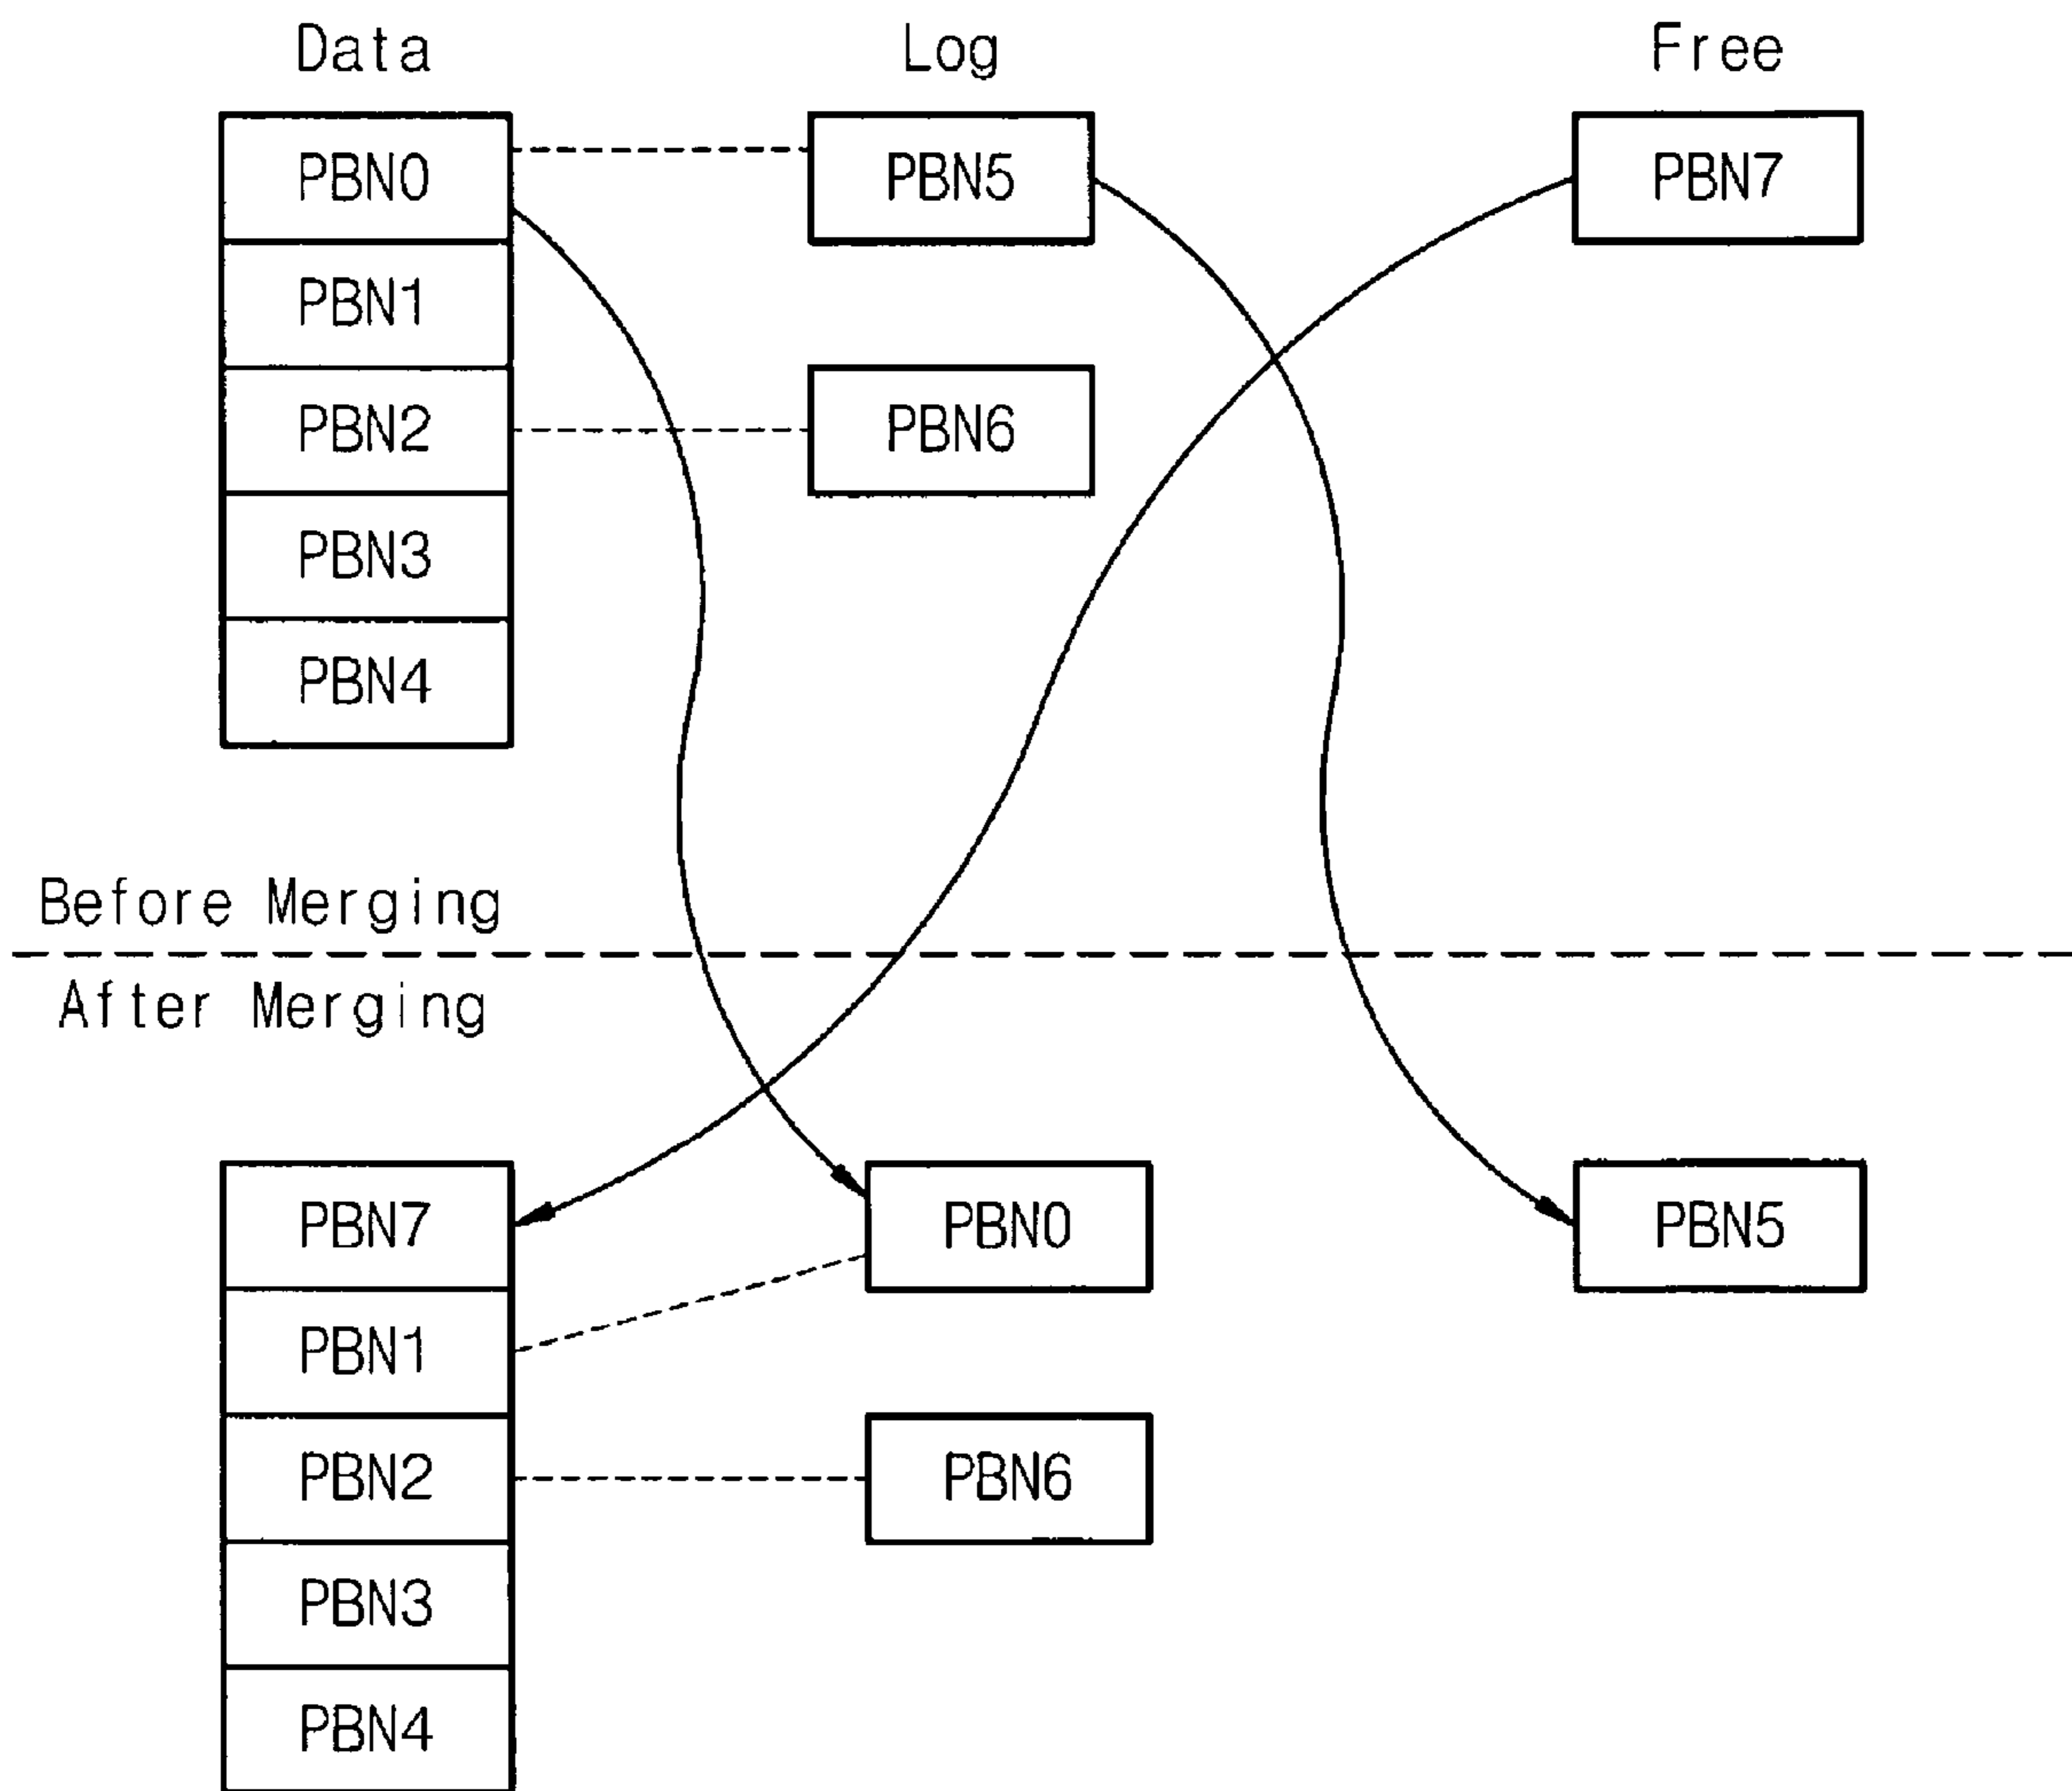 Data Log Free
PBN0 PBN5 PBN7
PBN1
PBN2 PBN6
PBN3
PBN4
Before Merging
After Merging
PBN7 PBN0 PBN5
PBN1
PBN2 PBN6
PBN3
PBN4